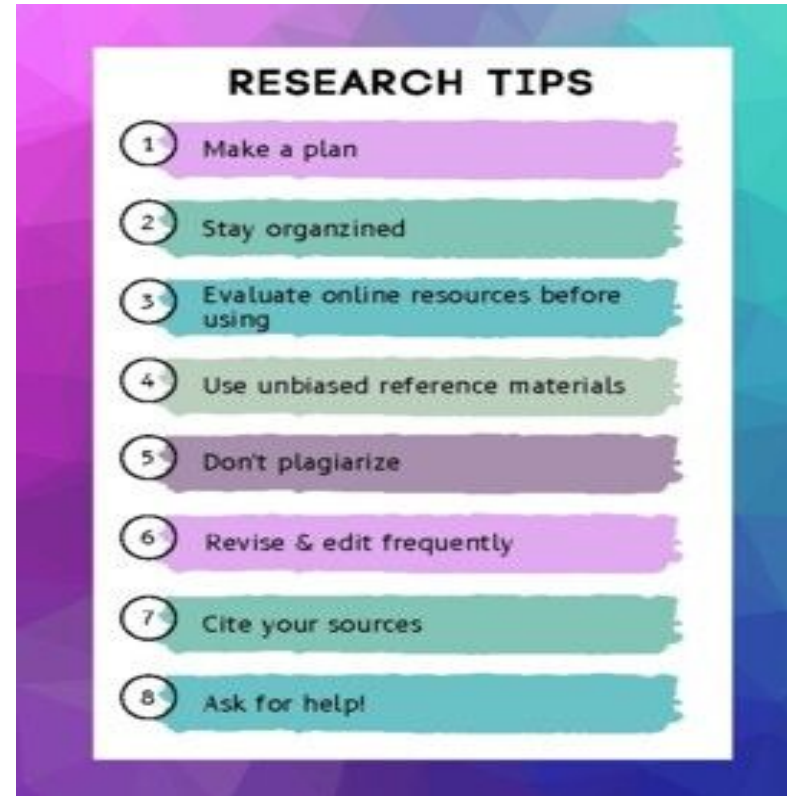 RESEARCH TIPS
1 Make a plan
2 Stay organzined
3 Evaluate online resources before
using
4 Use unbiased reference materials
5 Don't plagiarize
6 Revise & edit frequently
7 Cite your sources
8 Ask for help!